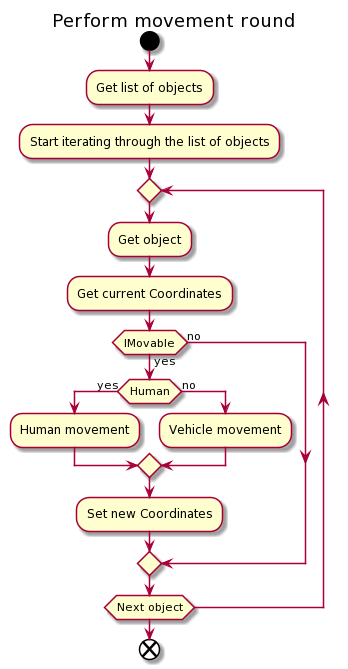 Perform movement round
Get list of objects
Start iterating through the list of objects
Get object
Get current Coordinates
IMovable
no
yes
yes
Human
no
Human movement
Vehicle movement
Set new Coordinates
Next object